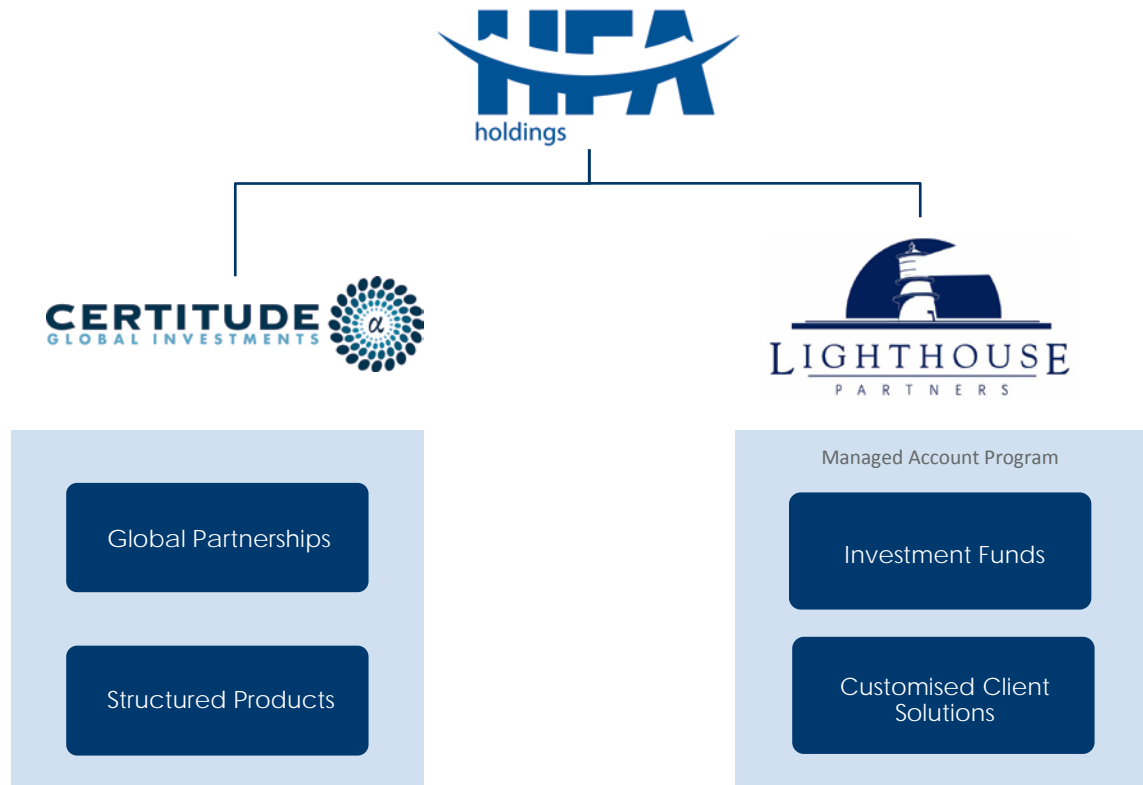 HFA
holdings
CERTITUDE
GLOBAL INVESTMENTS
α
LIGHTHOUSE
PARTNERS
Global Partnerships
Structured Products
Managed Account Program
Investment Funds
Customised Client
Solutions